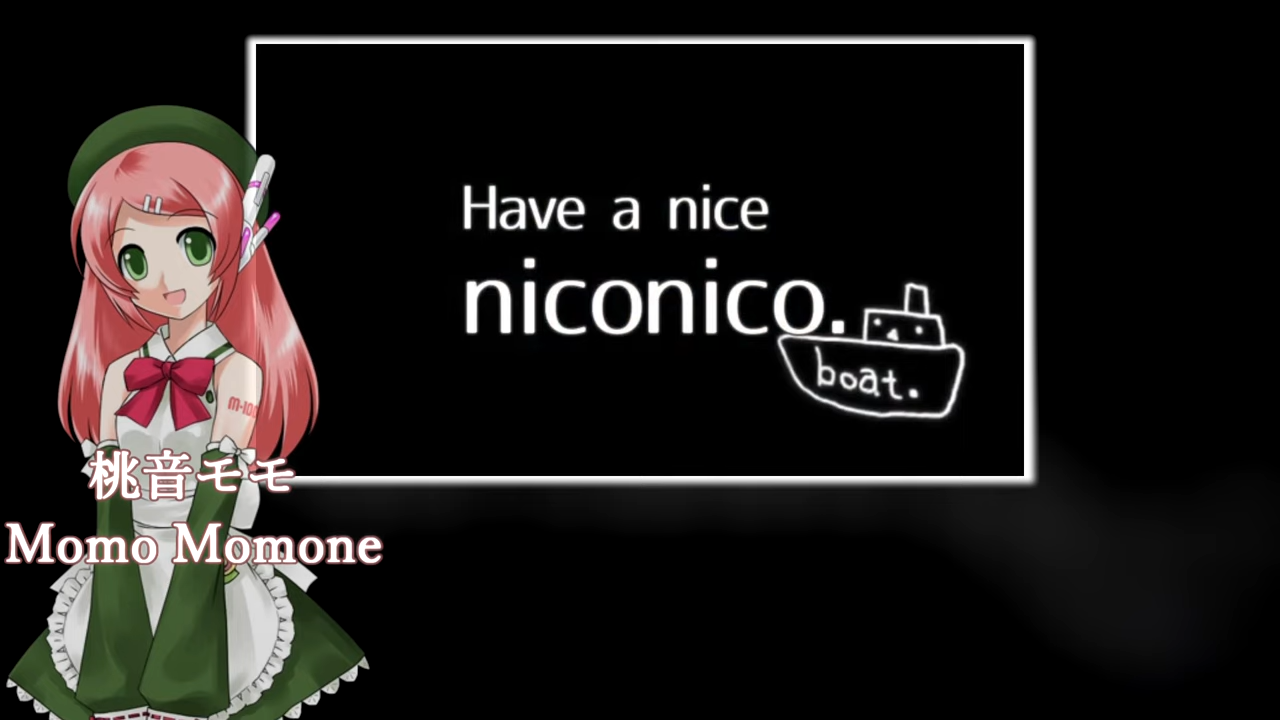 Have a nice
niconico.
boat.
桃音モモ
Momo Momone